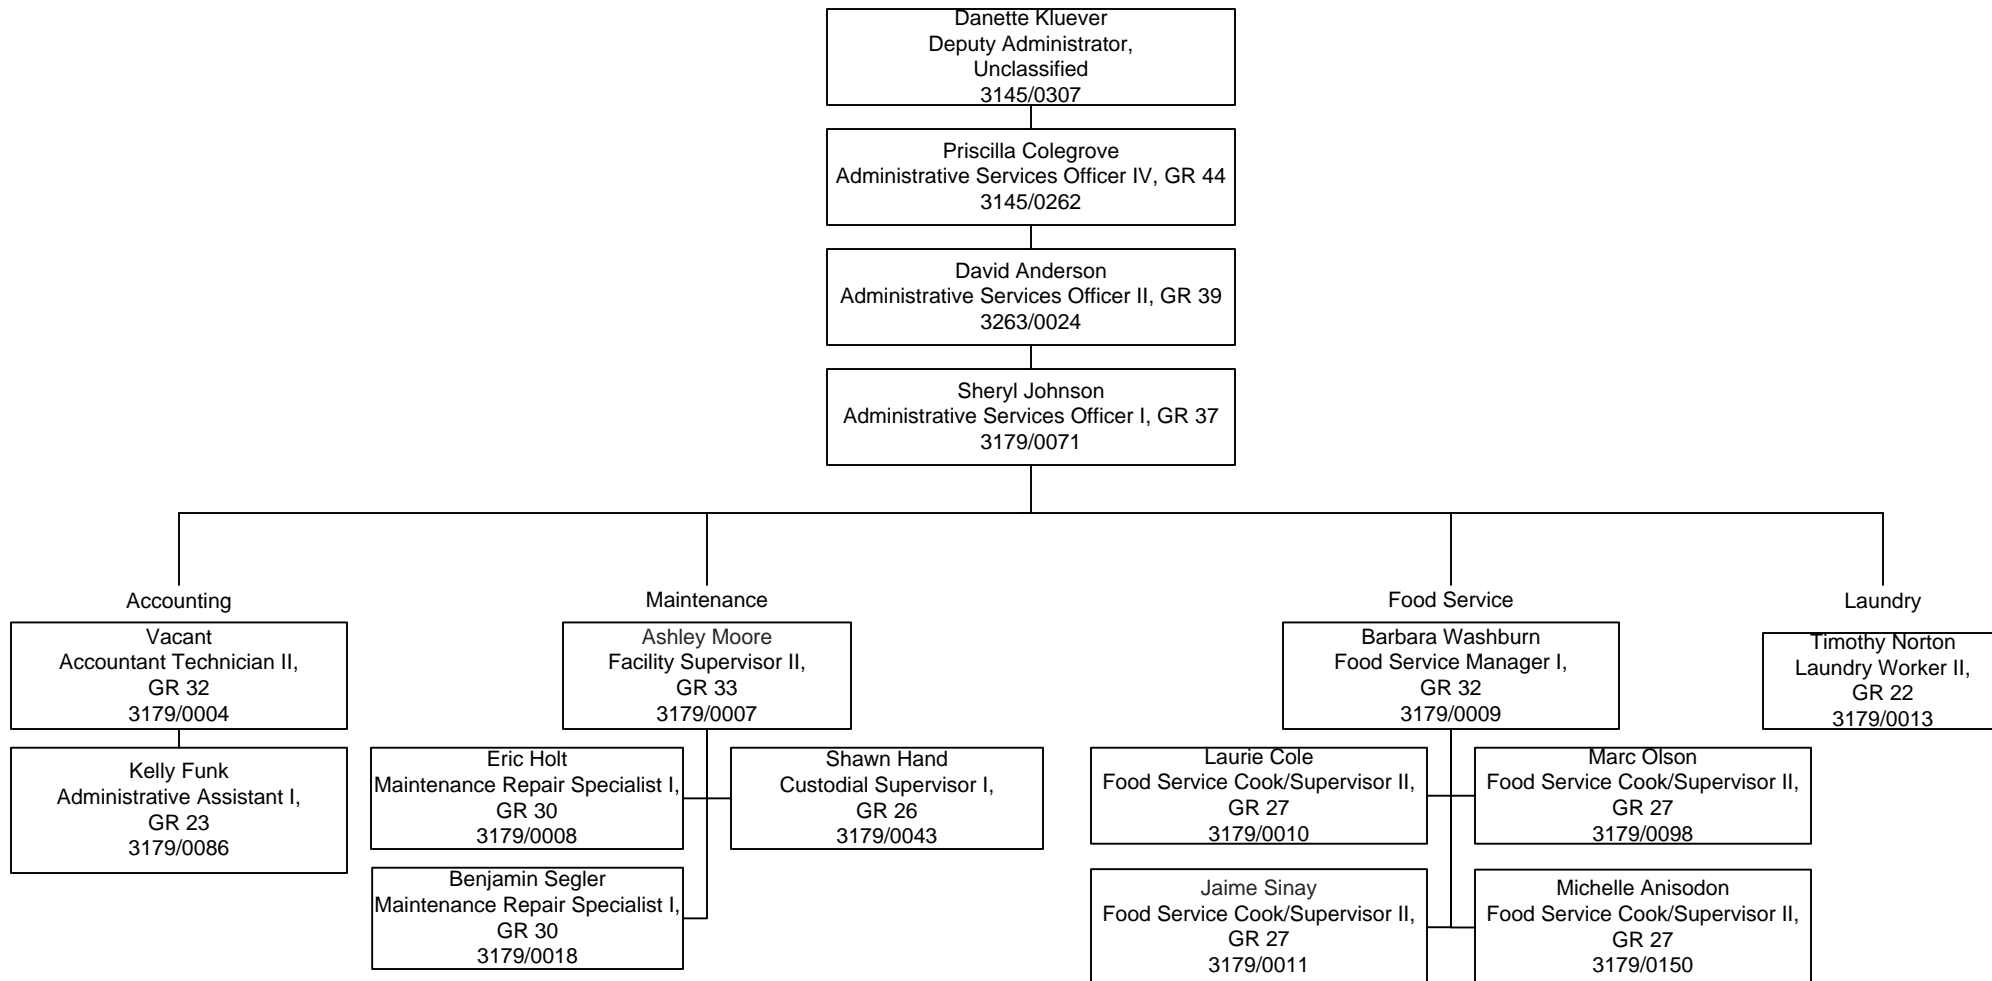 Danette Kluever
Deputy Administrator,
Unclassified
3145/0307
Priscilla Colegrove
Administrative Services Officer IV, GR 44
3145/0262
David Anderson
Administrative Services Officer II, GR 39
3263/0024
Sheryl Johnson
Administrative Services Officer I, GR 37
3179/0071
Accounting
Vacant
Accountant Technician II,
GR 32
3179/0004
Kelly Funk
Administrative Assistant I,
GR 23
3179/0086
Maintenance
Ashley Moore
Facility Supervisor II,
GR 33
3179/0007
Eric Holt
Maintenance Repair Specialist I,
GR 30
3179/0008
Shawn Hand
Custodial Supervisor I,
GR 26
3179/0043
Benjamin Segler
Maintenance Repair Specialist I,
GR 30
3179/0018
Food Service
Barbara Washburn
Food Service Manager I,
GR 32
3179/0009
Laurie Cole
Food Service Cook/Supervisor II,
GR 27
3179/0010
Marc Olson
Food Service Cook/Supervisor II,
GR 27
3179/0098
Jaime Sinay
Food Service Cook/Supervisor II,
GR 27
3179/0011
Michelle Anisodon
Food Service Cook/Supervisor II,
GR 27
3179/0150
Laundry
Timothy Norton
Laundry Worker II,
GR 22
3179/0013